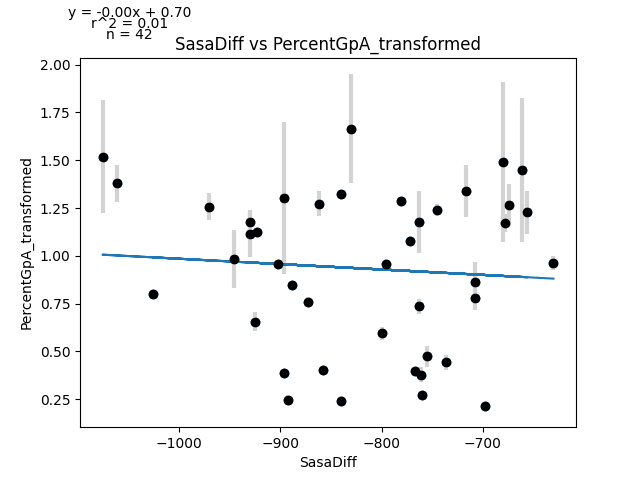 y = -0.00x + 0.70
r^2 = 0.01
n = 42
SasaDiff vs PercentGpA_transformed
2.00
1.75
1.50
1.25
1.00
0.75
0.50
0.25
PercentGpA_transformed
−1000
−900
−800
−700
SasaDiff